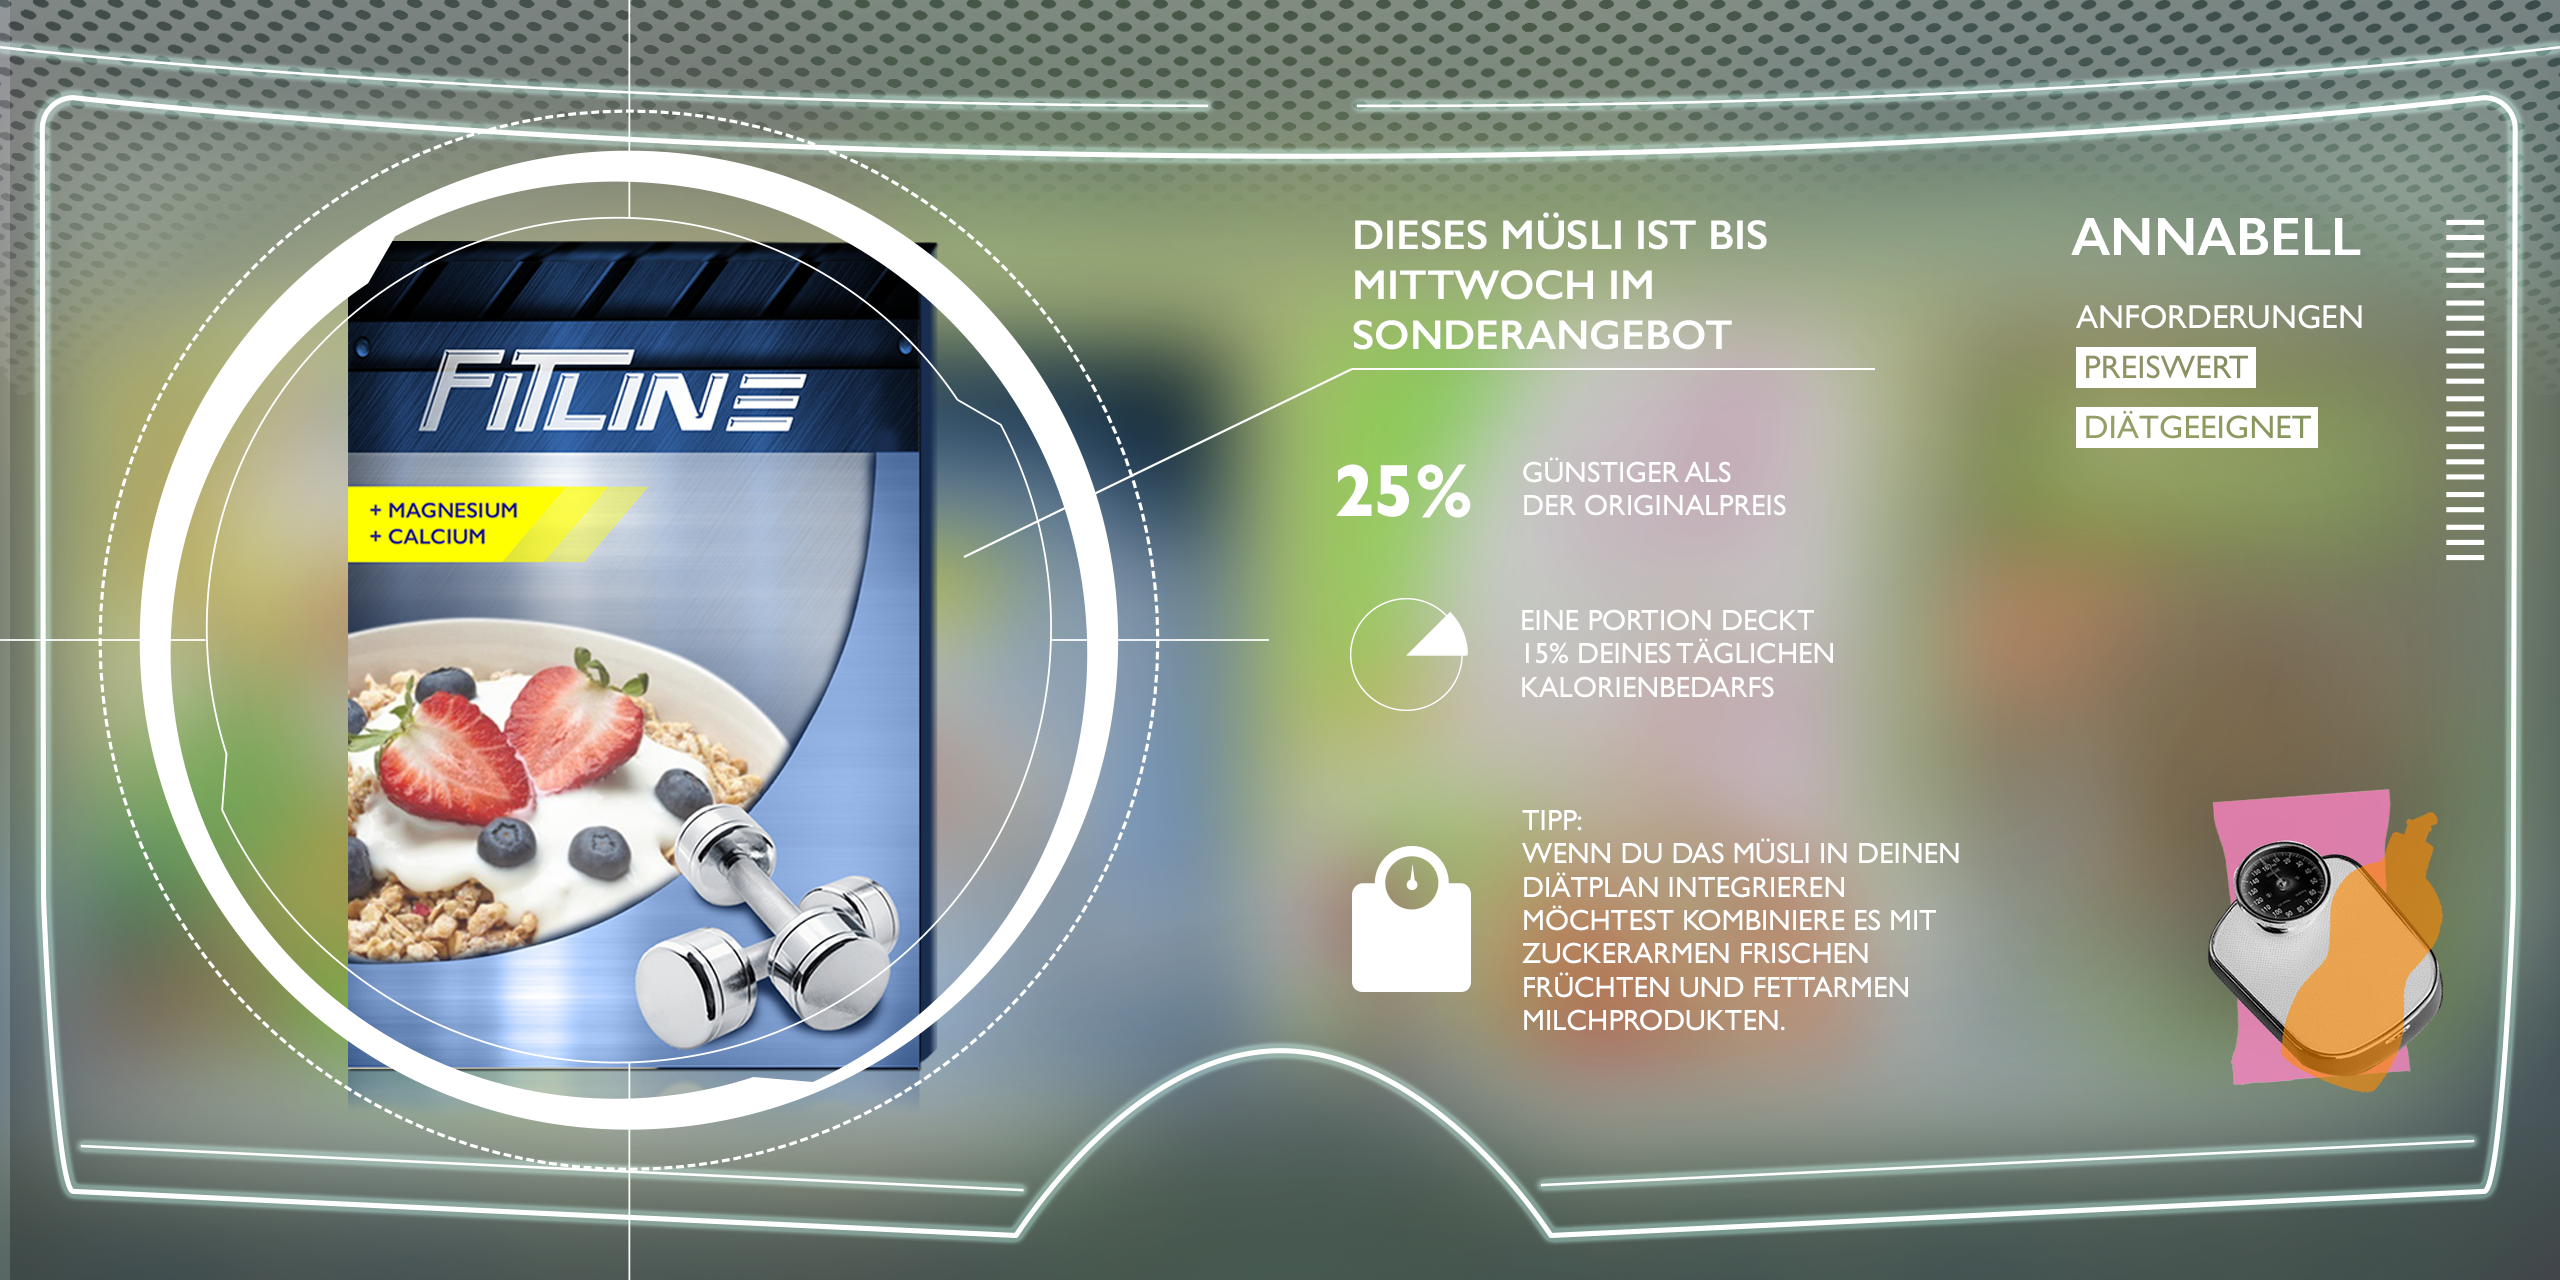 FITLINE
+ MAGNESIUM
+ CALCIUM
DIESES MÜSLI IST BIS
MITTWOCH IM
SONDERANGEBOT
25%
GÜNSTIGER ALS
DER ORIGINALPREIS
EINE PORTION DECKT
15% DEINES TÄGLICHEN
KALORIENBEDARFS
TIPP:
WENN DU DAS MÜSLI IN DEINEN
DIÄTPLAN INTEGRIEREN
MÖCHTEST KOMBINIERE ES MIT
ZUCKERARMEN FRISCHEN
FRÜCHTEN UND FETTARMEN
MILCHPRODUKTEN.
ANNABELL
ANFORDERUNGEN
PREISWERT
DIÄTGEEIGNET